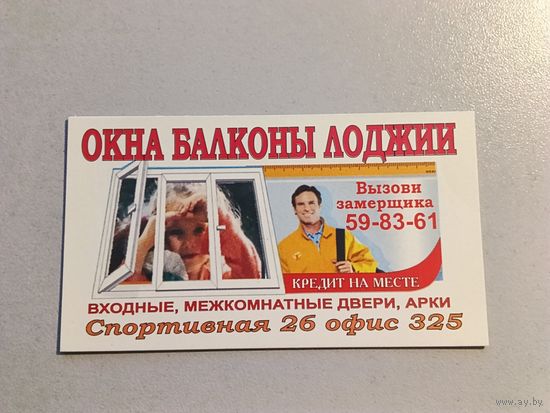 ОКНА БАЛКОНЫ ЛОДЖИИ
Вызови
замерщика
59-83-61
КРЕДИТ НА МЕСТЕ
ВХОДНЫЕ, МЕЖКОМНАТНЫЕ ДВЕРИ, АРКИ
Спортивная 26 офис 325
© www.ay.by